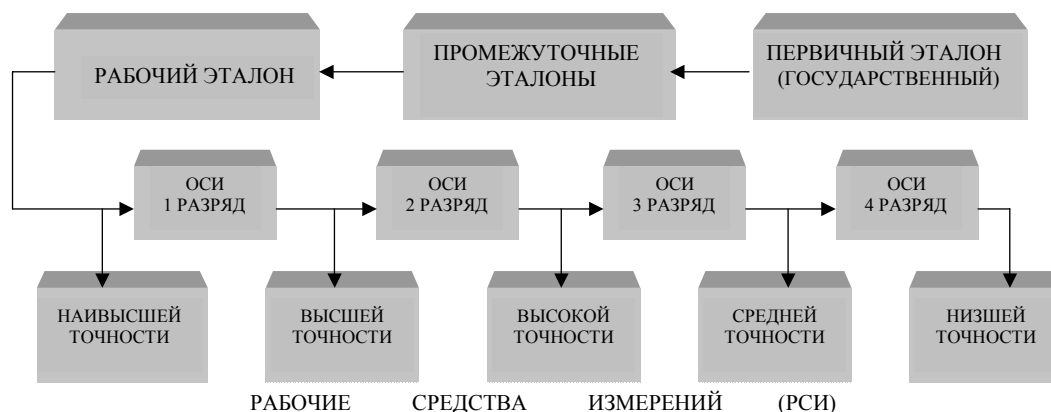 РАБОЧИЙ ЭТАЛОН
ПРОМЕЖУТОЧНЫЕ
ЭТАЛОНЫ
ПЕРВИЧНЫЙ ЭТАЛОН
(ГОСУДАРСТВЕННЫЙ)
ОСИ
1 РАЗРЯД
ОСИ
2 РАЗРЯД
ОСИ
3 РАЗРЯД
ОСИ
4 РАЗРЯД
НАИВЫСШЕЙ
ТОЧНОСТИ
ВЫСШЕЙ
ТОЧНОСТИ
ВЫСОКОЙ
ТОЧНОСТИ
СРЕДНЕЙ
ТОЧНОСТИ
НИЗШЕЙ
ТОЧНОСТИ
РАБОЧИЕ СРЕДСТВА ИЗМЕРЕНИЙ (РСИ)